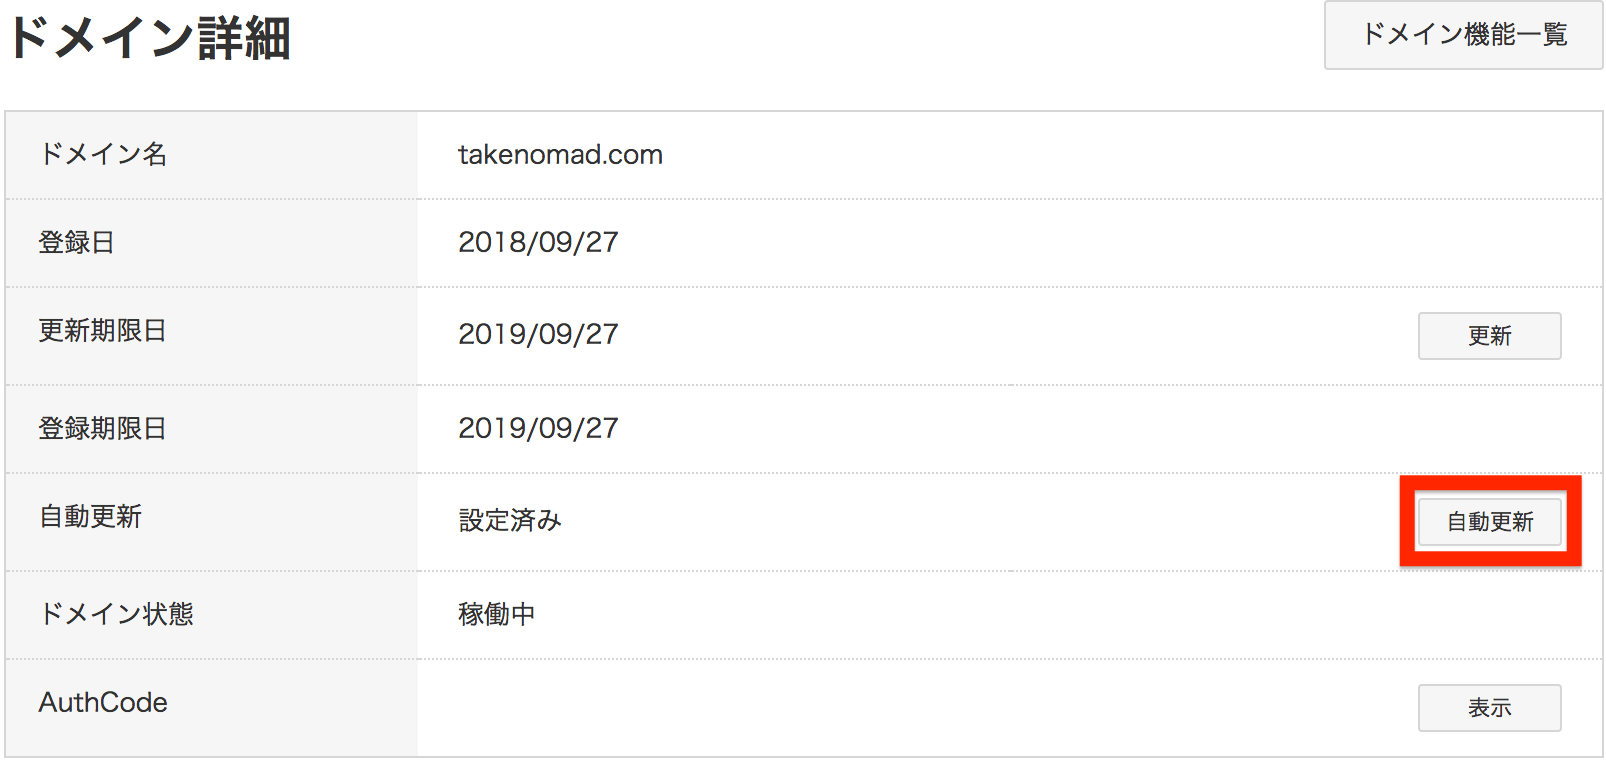 ドメイン詳細
ドメイン機能一覧
ドメイン名 takenomad.com
登録日 2018/09/27
更新期限日 2019/09/27 更新
登録期限日 2019/09/27
自動更新 設定済み 自動更新
ドメイン状態 稼働中
AuthCode 表示